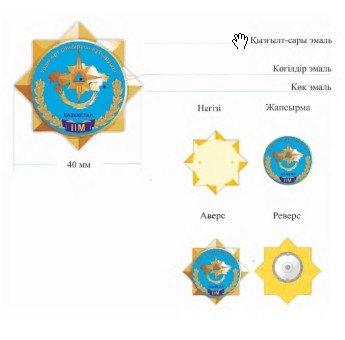 Қызғылт-сары эмаль
Көгілдір эмаль
Көк эмаль
ҚАЗАҚСТАН
ІІМ
40 мм
Негізі
Жапсырма
Аверс
Реверс